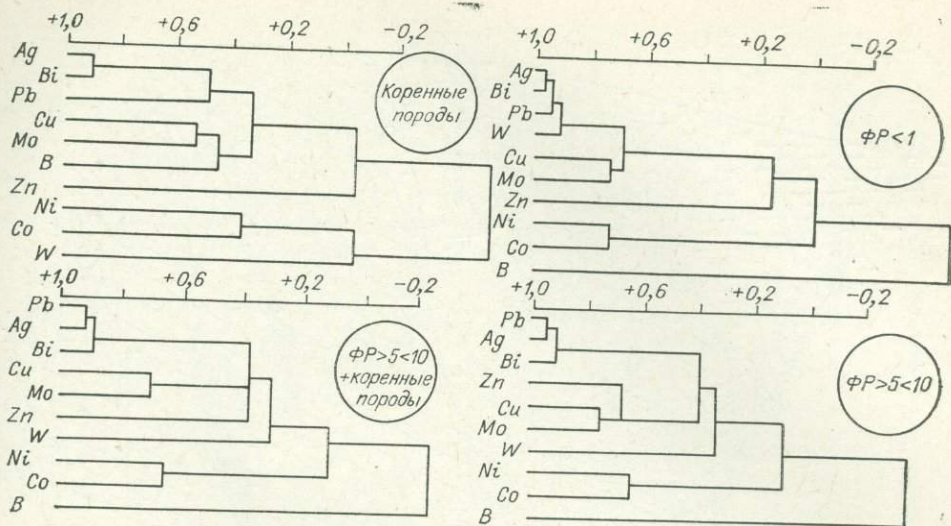 +1,0 +0,6 +0,2 -0,2
Ag
Bi
Pb
Cu
Mo
B
Zn
Ni
Co
W
Коренные
породы
+1,0 +0,6 +0,2 -0,2
Ag
Bi
Pb
W
Cu
Mo
Zn
Ni
Co
B
ФР<1
+1,0 +0,6 +0,2 -0,2
Pb
Ag
Bi
Cu
Mo
Zn
W
Ni
Co
B
ФР>5<10
+коренные
породы
+1,0 +0,6 +0,2 -0,2
Pb
Ag
Bi
Zn
Cu
Mo
W
Ni
Co
B
ФР>5<10